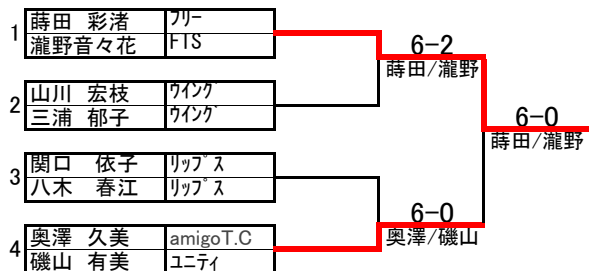 1 蒔田 彩渚 フリー
瀧野音々花 FTS
6-2
蒔田/瀧野
2 山川 宏枝 ウイング
三浦 郁子 ウイング
6-0
蒔田/瀧野
3 関口 依子 リップス
八木 春江 リップス
6-0
奥澤/磯山
4 奥澤 久美 amigoT.C
磯山 有美 ユニティ